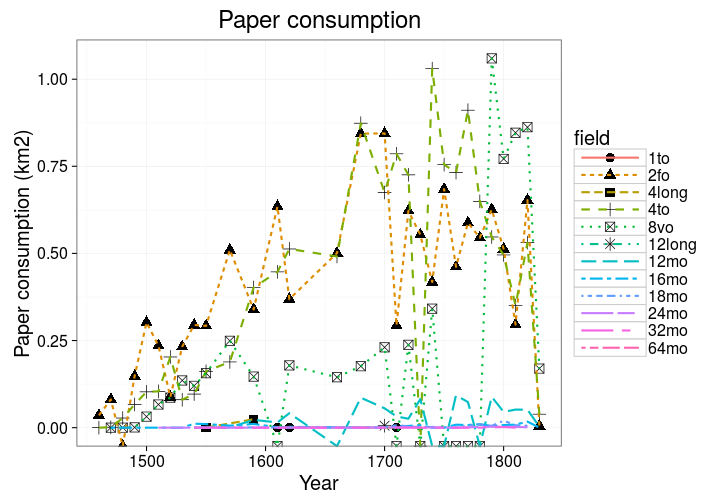 Paper consumption
Paper consumption (km2)
1.00
0.75
0.50
0.25
0.00
1500
1600
1700
1800
Year
field
1to
2fo
4long
4to
8vo
12long
12mo
16mo
18mo
24mo
32mo
64mo